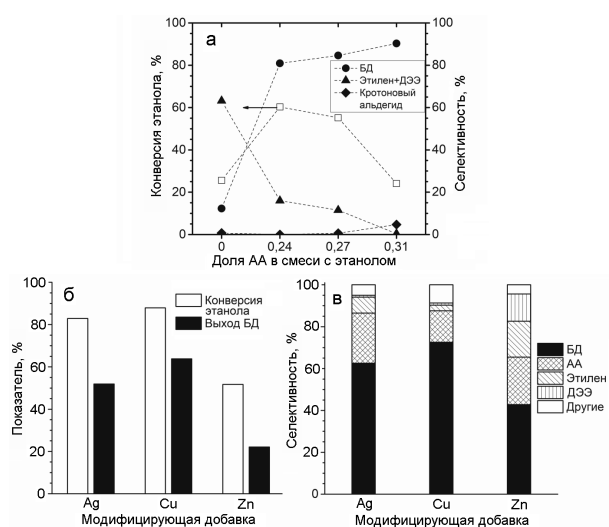 а
100
80
60
40
20
0
Конверсия этанола, %
БД
Этилен+ДЭЭ
Кротоновый
альдегид
100
80
60
40
20
0
Селективность, %
0 0,24 0,27 0,31
Доля АА в смеси с этанолом
б
100
80
60
40
20
0
Показатель, %
Конверсия
этанола
Выход БД
Ag Cu Zn
Модифицирующая добавка
в
100
80
60
40
20
0
Селективность, %
БД
АА
Этилен
ДЭЭ
Другие
Ag Cu Zn
Модифицирующая добавка